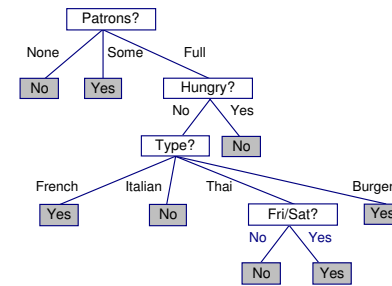 Patrons?
None Some Full
No Yes Hungry?
No Yes
Type? No
French Italian Thai Burger
Yes No Fri/Sat? Yes
No Yes
No Yes